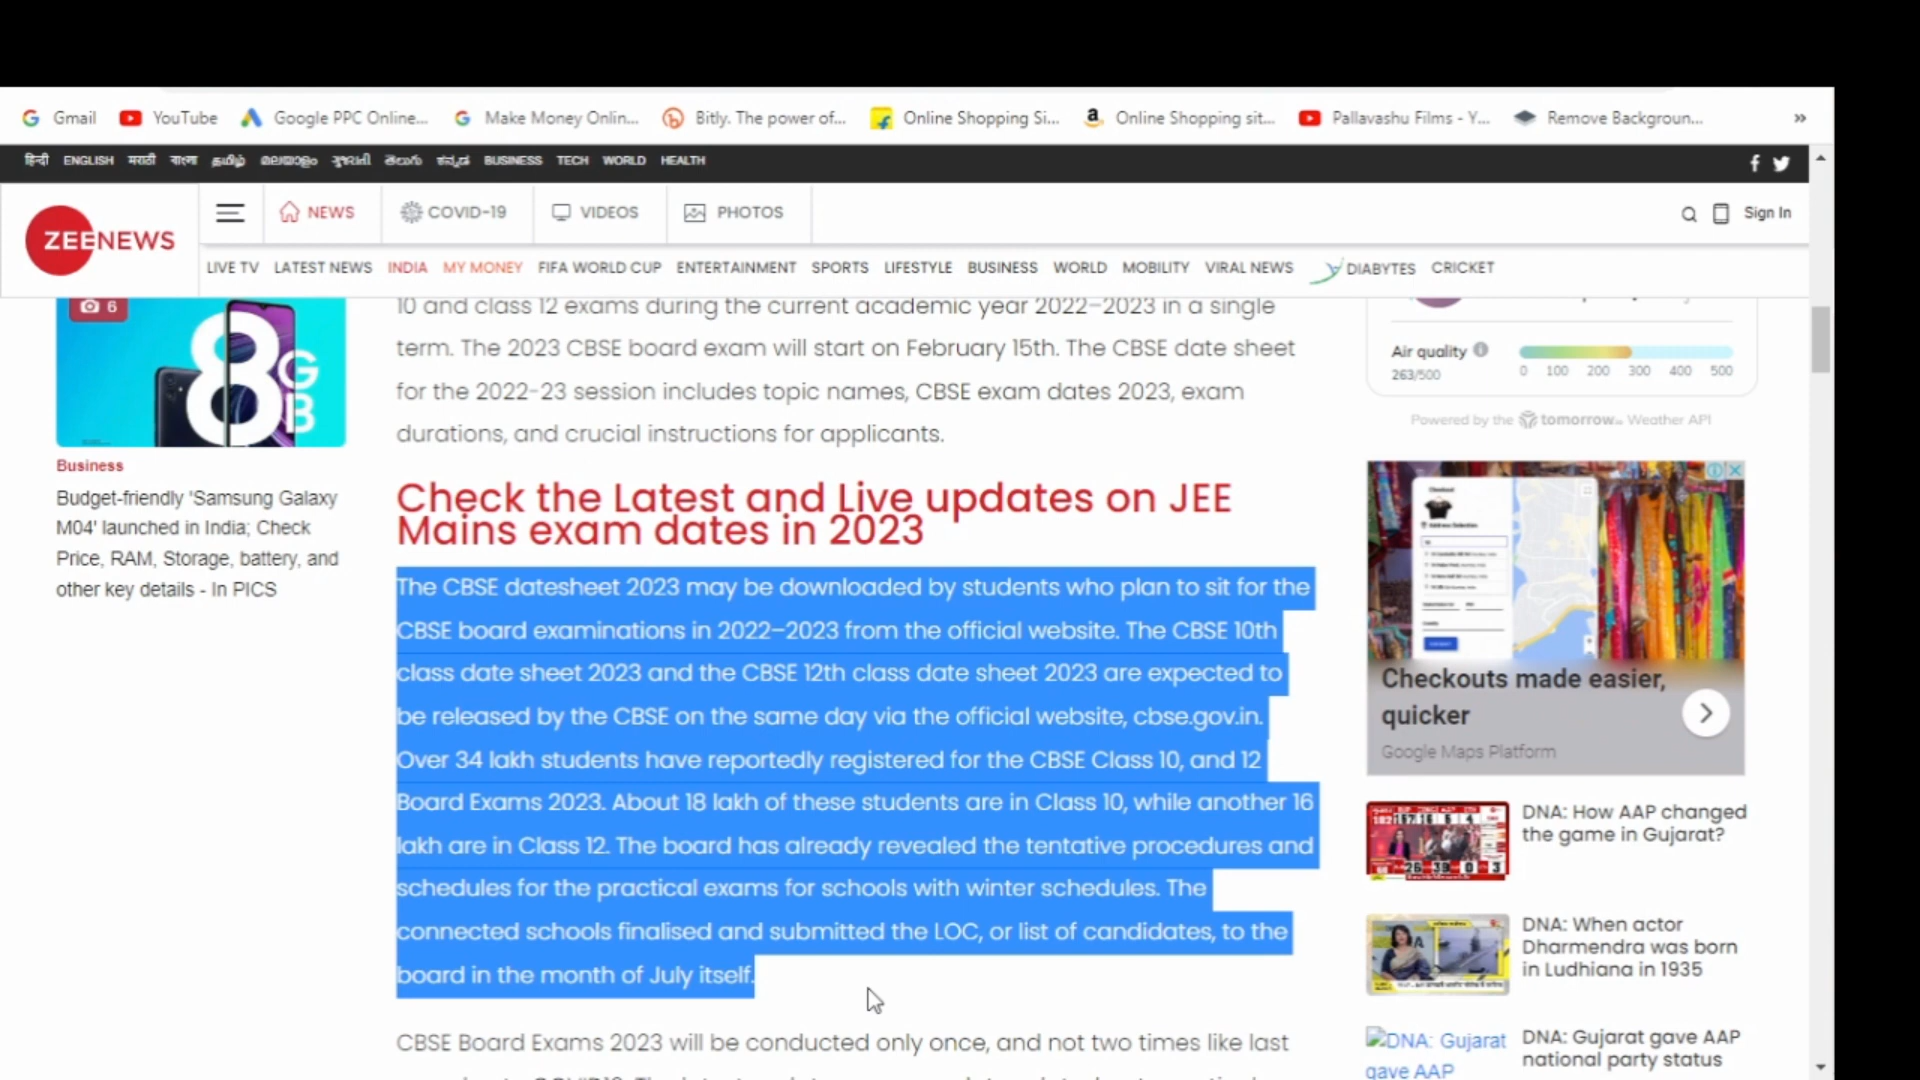 Gmail YouTube Google PPC Online... Make Money Onlin... Bitly. The power of... Online Shopping Si... Online Shopping sit... Pallavashu Films - Y... Remove Backgroun... »
हिन्दी ENGLISH मराठी বাংলা தமிழ் മലയാളം ગુજરાતી తెలుగు ಕನ್ನಡ BUSINESS TECH WORLD HEALTH
ZEENEWS
NEWS COVID-19 VIDEOS PHOTOS Sign In
LIVE TV LATEST NEWS INDIA MY MONEY FIFA WORLD CUP ENTERTAINMENT SPORTS LIFESTYLE BUSINESS WORLD MOBILITY VIRAL NEWS DIABYTES CRICKET
6
8GB
Business
Budget-friendly 'Samsung Galaxy
M04' launched in India; Check
Price, RAM, Storage, battery, and
other key details - In PICS
10 and class 12 exams during the current academic year 2022–2023 in a single
term. The 2023 CBSE board exam will start on February 15th. The CBSE date sheet
for the 2022-23 session includes topic names, CBSE exam dates 2023, exam
durations, and crucial instructions for applicants.
Check the Latest and Live updates on JEE
Mains exam dates in 2023
The CBSE datesheet 2023 may be downloaded by students who plan to sit for the
CBSE board examinations in 2022–2023 from the official website. The CBSE 10th
class date sheet 2023 and the CBSE 12th class date sheet 2023 are expected to
be released by the CBSE on the same day via the official website, cbse.gov.in.
Over 34 lakh students have reportedly registered for the CBSE Class 10, and 12
Board Exams 2023. About 18 lakh of these students are in Class 10, while another 16
lakh are in Class 12. The board has already revealed the tentative procedures and
schedules for the practical exams for schools with winter schedules. The
connected schools finalised and submitted the LOC, or list of candidates, to the
board in the month of July itself.
CBSE Board Exams 2023 will be conducted only once, and not two times like last
Air quality
263/500
0 100 200 300 400 500
Powered by the tomorrow.io Weather API
Checkout
Checkouts made easier,
quicker
Google Maps Platform
DNA: How AAP changed
the game in Gujarat?
DNA: When actor
Dharmendra was born
in Ludhiana in 1935
DNA: Gujarat
gave AAP
DNA: Gujarat gave AAP
national party status